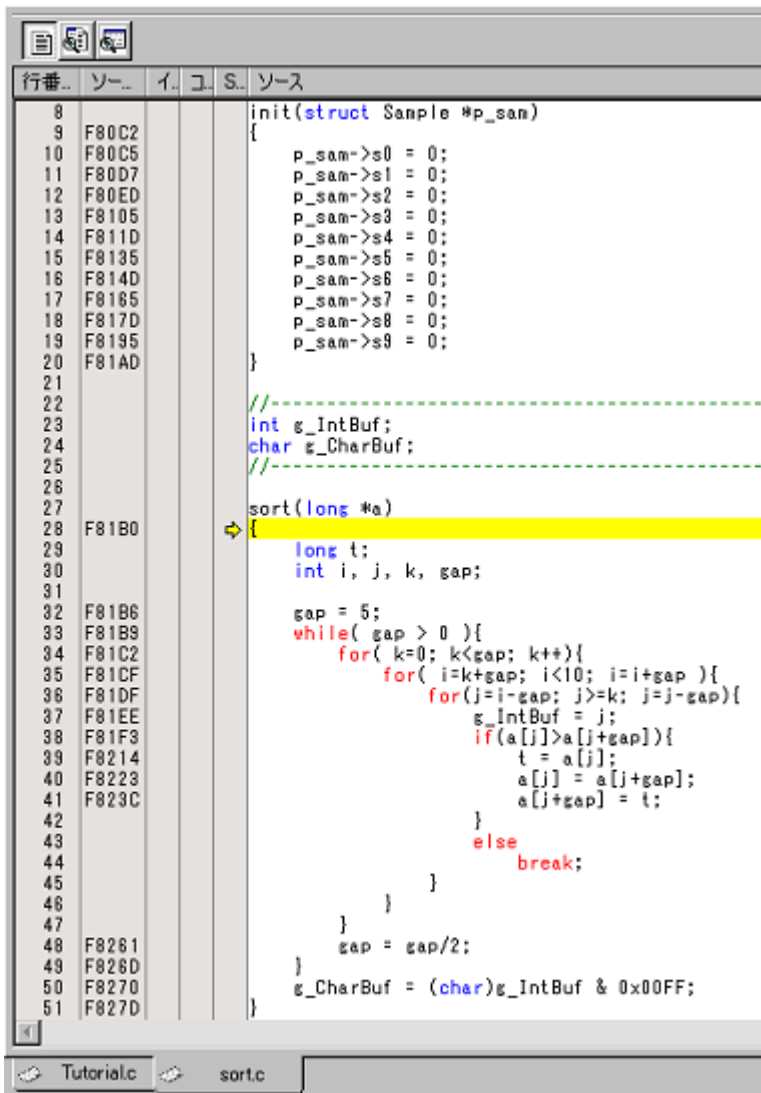 行番... ソー... イ.. コ.. S.. ソース
8 init(struct Sample *p_sam)
9 F80C2 {
10 F80C5 p_sam->s0 = 0;
11 F80D7 p_sam->s1 = 0;
12 F80ED p_sam->s2 = 0;
13 F8105 p_sam->s3 = 0;
14 F811D p_sam->s4 = 0;
15 F8135 p_sam->s5 = 0;
16 F814D p_sam->s6 = 0;
17 F8165 p_sam->s7 = 0;
18 F817D p_sam->s8 = 0;
19 F8195 p_sam->s9 = 0;
20 F81AD }
21
22 //--------------------------------------------
23 int g_IntBuf;
24 char g_CharBuf;
25 //--------------------------------------------
26
27 sort(long *a)
28 F81B0 {
29 long t;
30 int i, j, k, gap;
31
32 F81B6 gap = 5;
33 F81B9 while( gap > 0 ){
34 F81C2 for( k=0; k<gap; k++){
35 F81CF for( i=k+gap; i<10; i=i+gap ){
36 F81DF for(j=i-gap; j>=k; j=j-gap){
37 F81EE g_IntBuf = j;
38 F81F3 if(a[j]>a[j+gap]){
39 F8214 t = a[j];
40 F8223 a[j] = a[j+gap];
41 F823C a[j+gap] = t;
42 }
43 else
44 break;
45 }
46 }
47 }
48 F8261 gap = gap/2;
49 F826D }
50 F8270 g_CharBuf = (char)g_IntBuf & 0x00FF;
51 F827D }
Tutorial.c sort.c